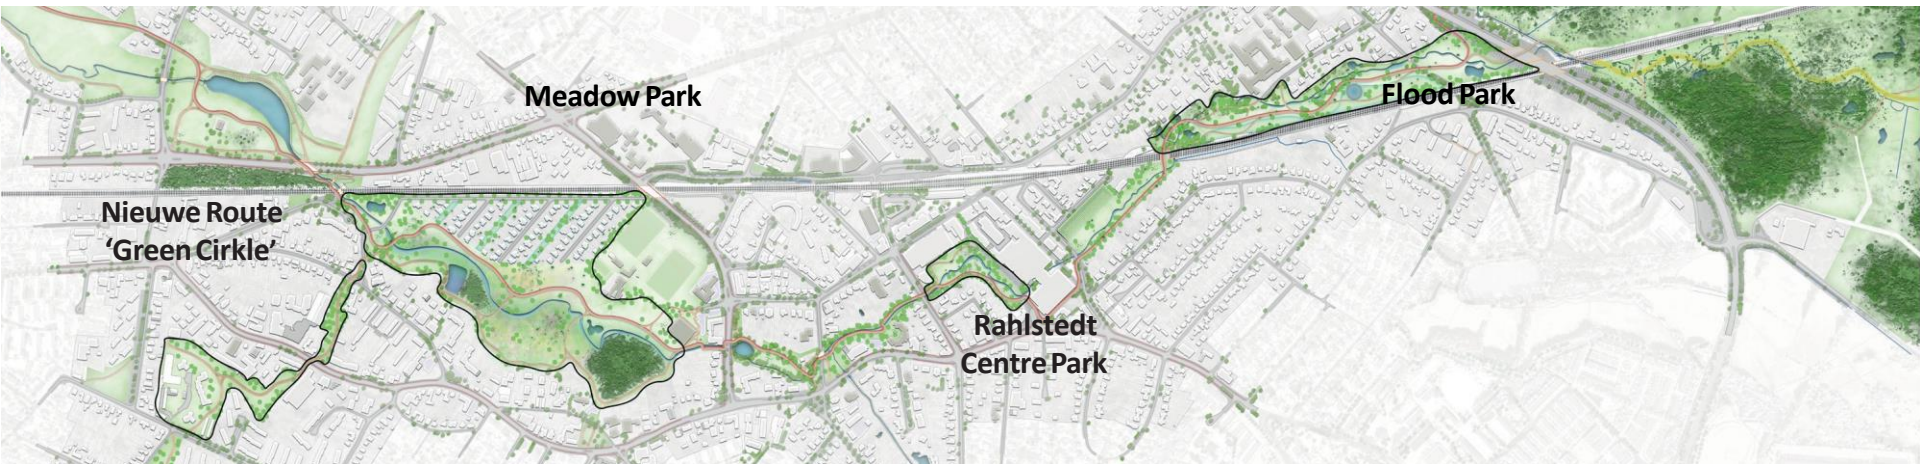 Meadow Park
Flood Park
Nieuwe Route
‘Green Cirkle’
Rahlstedt
Centre Park